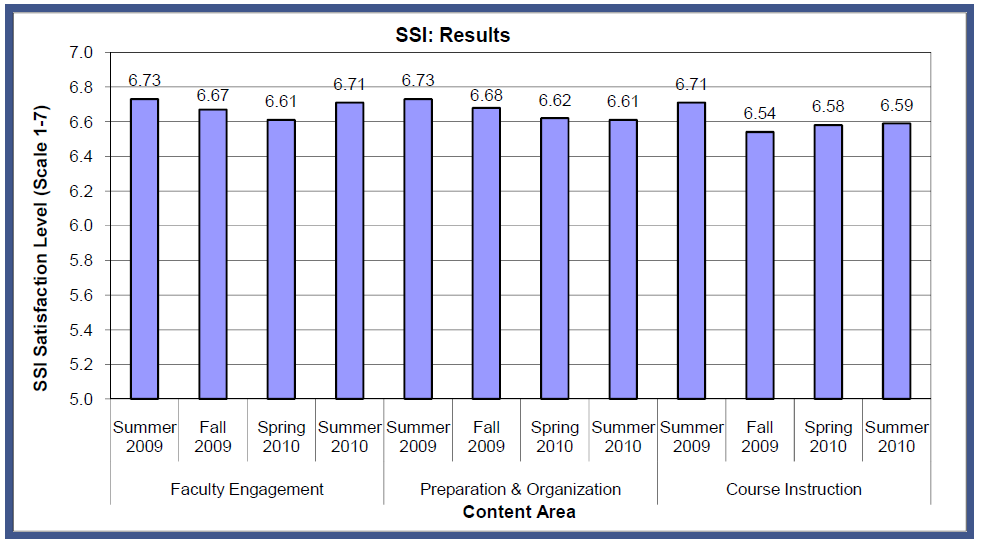 SSI: Results
SSI Satisfaction Level (Scale 1-7)
7.0
6.8
6.6
6.4
6.2
6.0
5.8
5.6
5.4
5.2
5.0
6.73
6.67
6.61
6.71
6.73
6.68
6.62
6.61
6.71
6.54
6.58
6.59
Summer
2009
Fall
2009
Spring
2010
Summer
2010
Summer
2009
Fall
2009
Spring
2010
Summer
2010
Summer
2009
Fall
2009
Spring
2010
Summer
2010
Faculty Engagement
Preparation & Organization
Course Instruction
Content Area